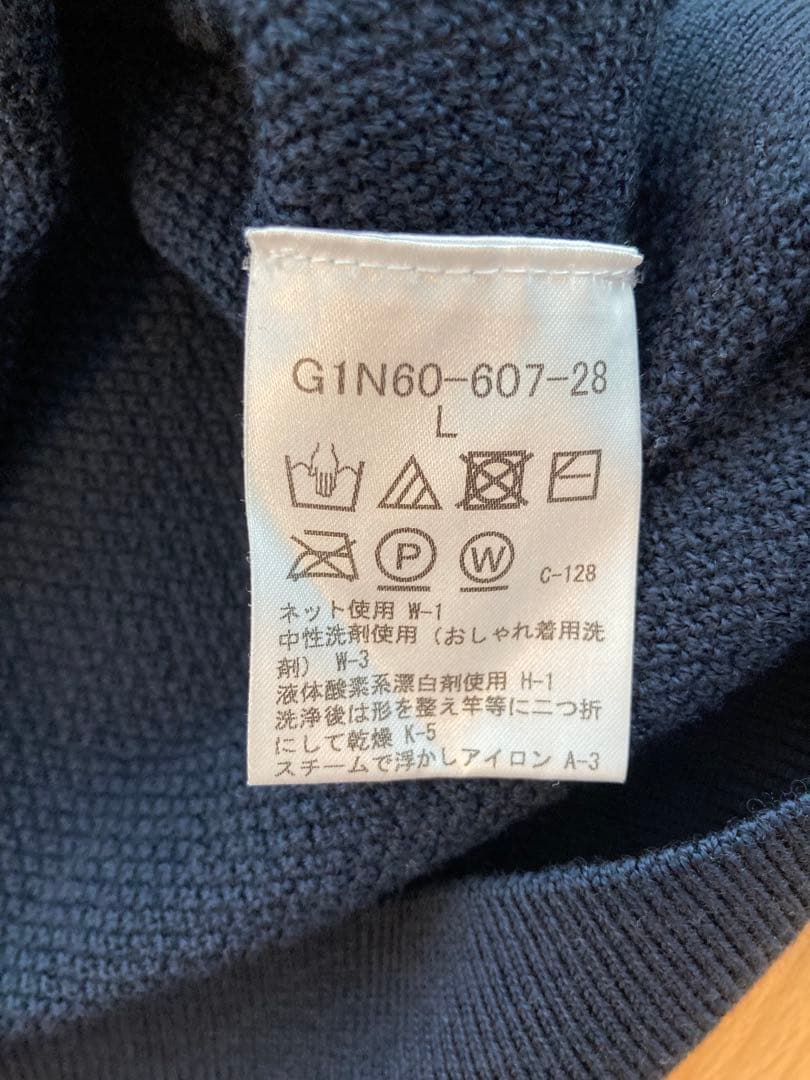 G1N60-607-28
L
P W C-128
ネット使用 W-1
中性洗剤使用（おしゃれ着用洗
剤） W-3
液体酸素系漂白剤使用 H-1
洗浄後は形を整え竿等に二つ折
にして乾燥 K-5
スチームで浮かしアイロン A-3